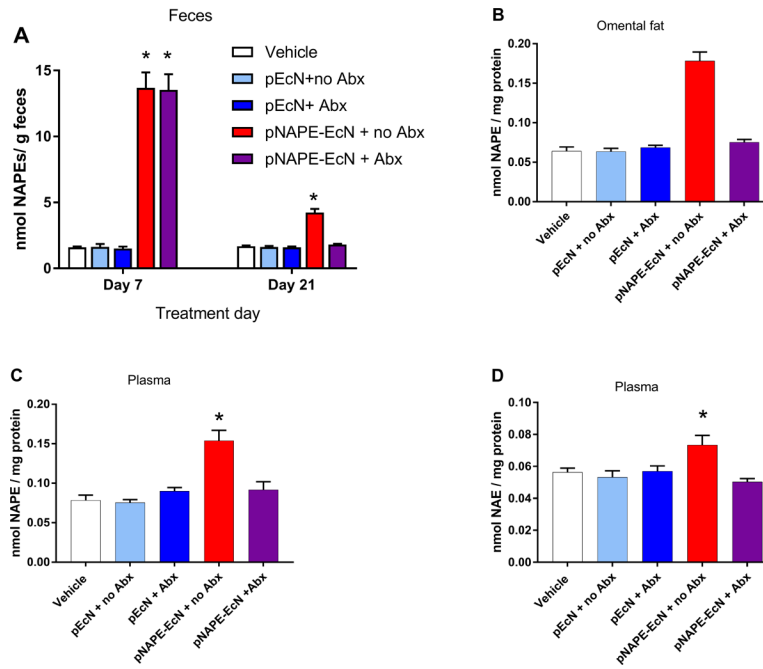 A
Feces
nmol NAPEs/ g feces
15
10
5
0
* *
*
Day 7
Day 21
Treatment day
Vehicle
pEcN+no Abx
pEcN+ Abx
pNAPE-EcN + no Abx
pNAPE-EcN + Abx
B
Omental fat
nmol NAPE / mg protein
0.20
0.15
0.10
0.05
0.00
Vehicle
pEcN + no Abx
pEcN + Abx
pNAPE-EcN + no Abx
pNAPE-EcN + Abx
C
Plasma
nmol NAPE / mg protein
0.20
0.15
0.10
0.05
0.00
*
Vehicle
pEcN + no Abx
pEcN + Abx
pNAPE-EcN + no Abx
pNAPE-EcN +Abx
D
Plasma
nmol NAE / mg protein
0.10
0.08
0.06
0.04
0.02
0.00
*
Vehicle
pEcN + no Abx
pEcN + Abx
pNAPE-EcN + no Abx
pNAPE-EcN + Abx